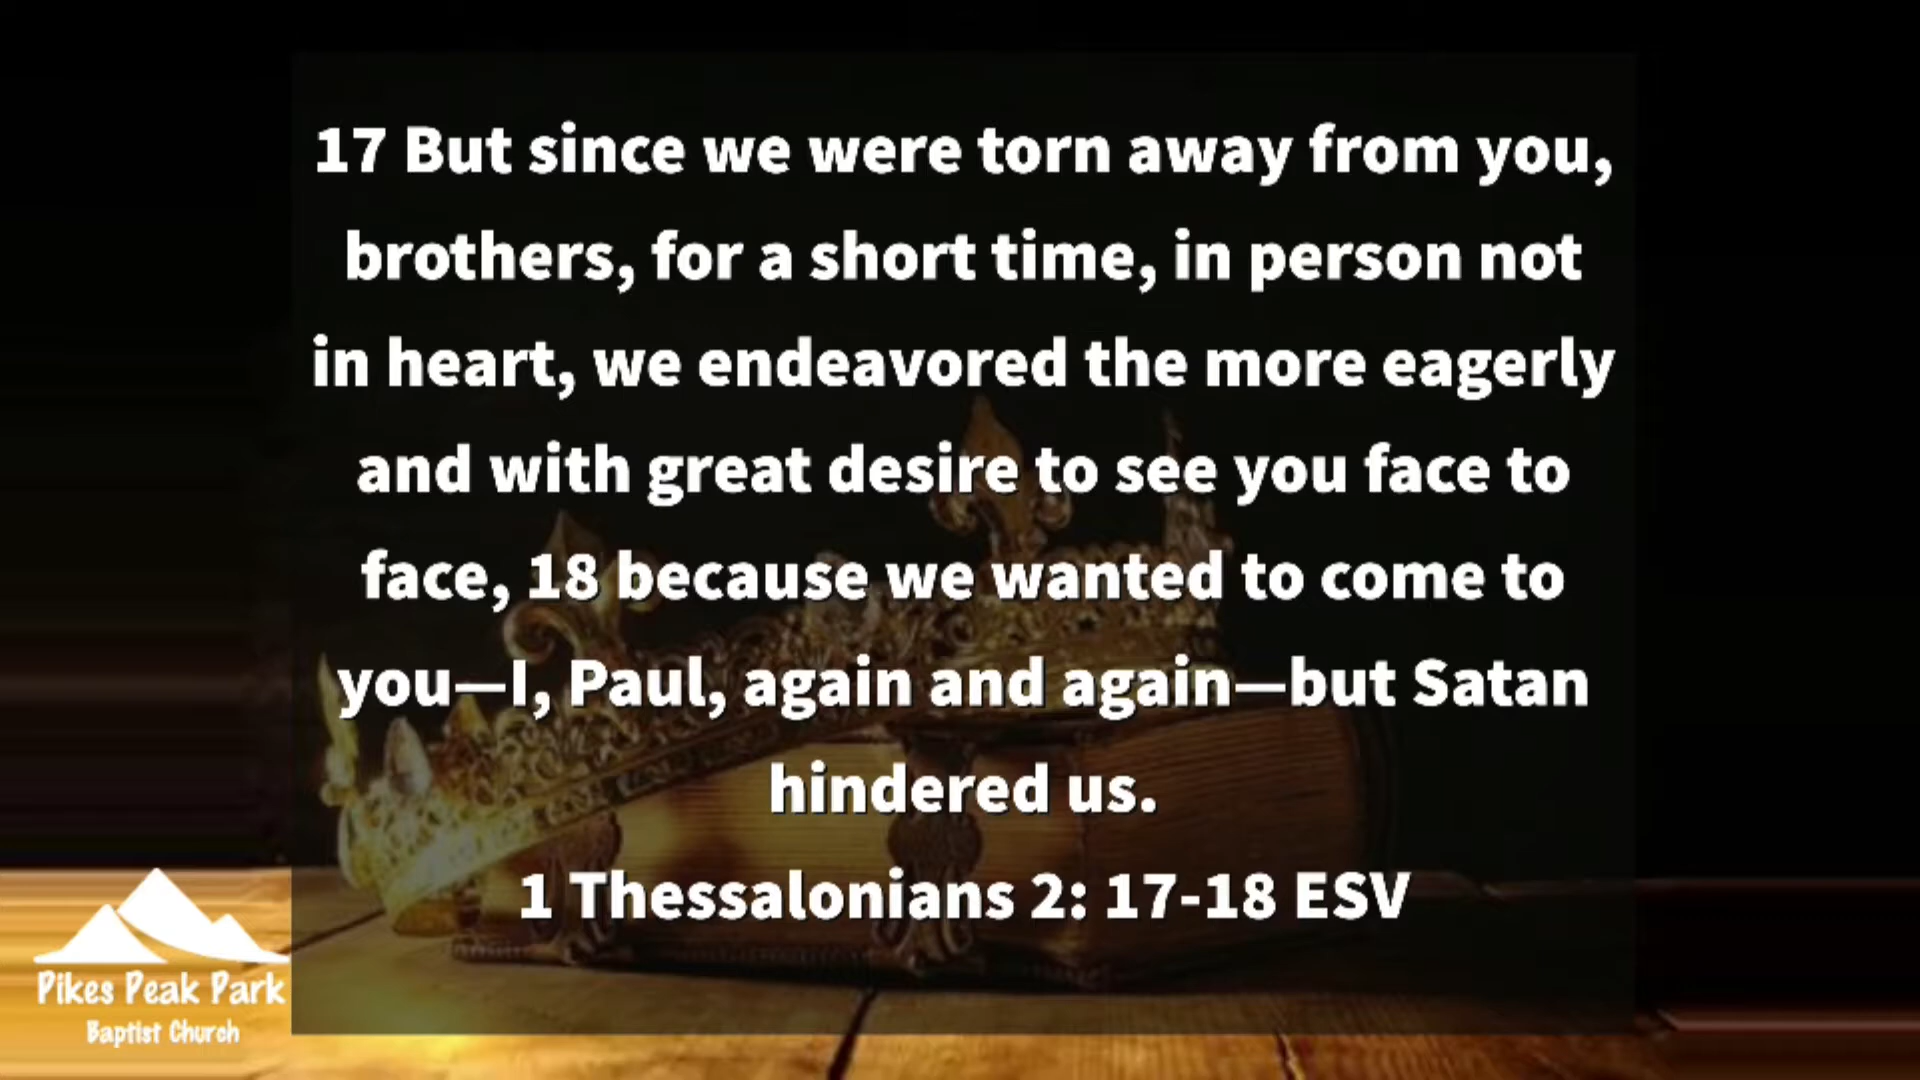 17 But since we were torn away from you,
brothers, for a short time, in person not
in heart, we endeavored the more eagerly
and with great desire to see you face to
face, 18 because we wanted to come to
you—I, Paul, again and again—but Satan
hindered us.
1 Thessalonians 2: 17-18 ESV
Pikes Peak Park
Baptist Church